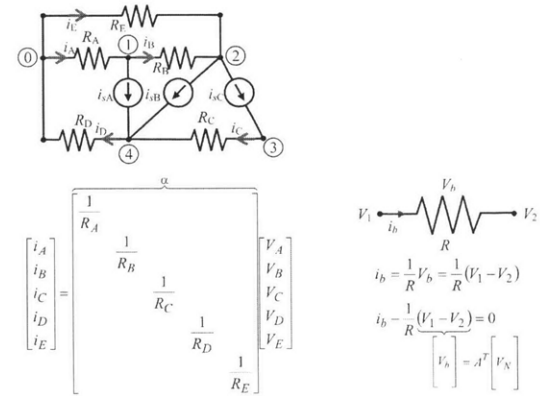 i_E R_E
0 i_A R_A 1 i_B R_B 2
i_sA i_sB i_sC
R_D i_D 4 R_C i_C 3
α
[i_A i_B i_C i_D i_E] = [1/R_A 1/R_B 1/R_C 1/R_D 1/R_E] [V_A V_B V_C V_D V_E]
V_b
V_1 i_b R V_2
i_b = 1/R V_b = 1/R (V_1 − V_2)
i_b − 1/R (V_1 − V_2) = 0
[V_b] = A^T [V_N]